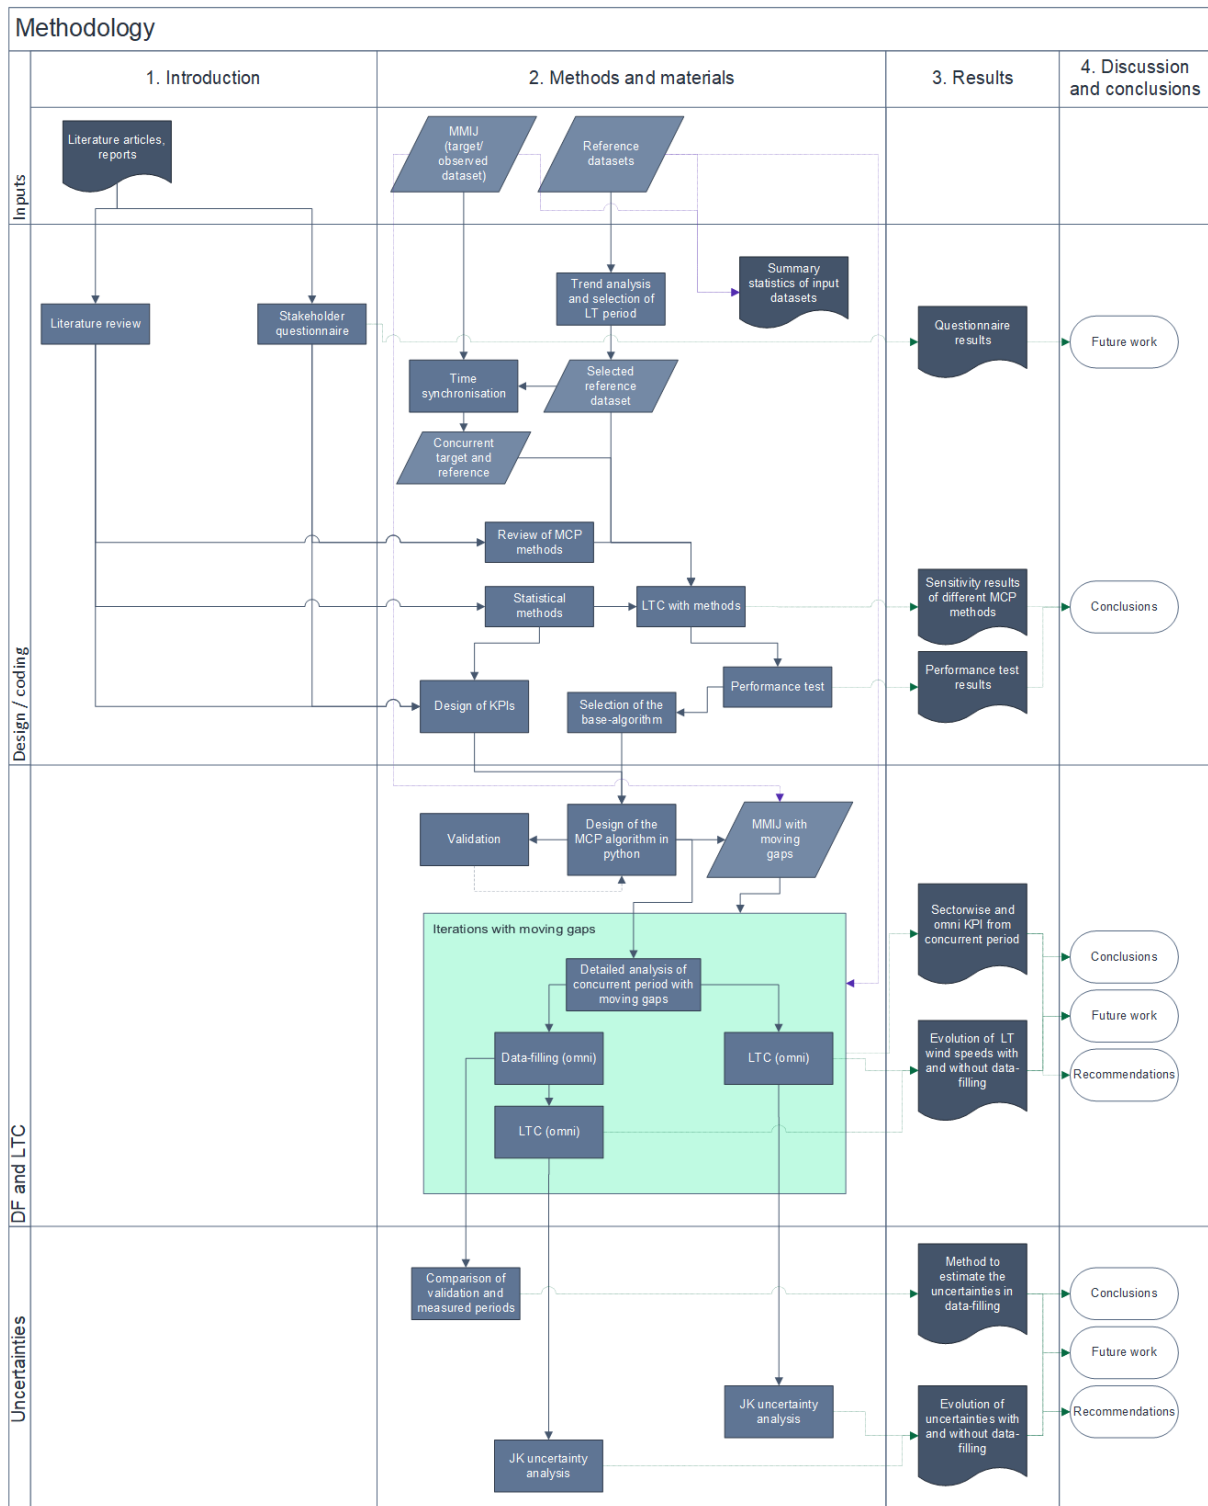 Methodology
1. Introduction
2. Methods and materials
3. Results
4. Discussion
and conclusions
Inputs
Literature articles,
reports
MMIJ
(target/
observed
dataset)
Reference
datasets
Design / coding
Literature review
Stakeholder
questionnaire
Trend analysis
and selection of
LT period
Summary
statistics of input
datasets
Questionnaire
results
Future work
Time
synchronisation
Selected
reference
dataset
Concurrent
target and
reference
Review of MCP
methods
Statistical
methods
LTC with methods
Sensitivity results
of different MCP
methods
Conclusions
Performance test
Performance test
results
Design of KPIs
Selection of the
base-algorithm
DF and LTC
Validation
Design of the
MCP algorithm in
python
MMIJ with
moving
gaps
Iterations with moving gaps
Detailed analysis of
concurrent period with
moving gaps
Data-filling (omni)
LTC (omni)
LTC (omni)
Sectorwise and
omni KPI from
concurrent period
Evolution of LT
wind speeds with
and without data-
filling
Conclusions
Future work
Recommendations
Uncertainties
Comparison of
validation and
measured periods
Method to
estimate the
uncertainties in
data-filling
Conclusions
Future work
JK uncertainty
analysis
Evolution of
uncertainties with
and without data-
filling
Recommendations
JK uncertainty
analysis